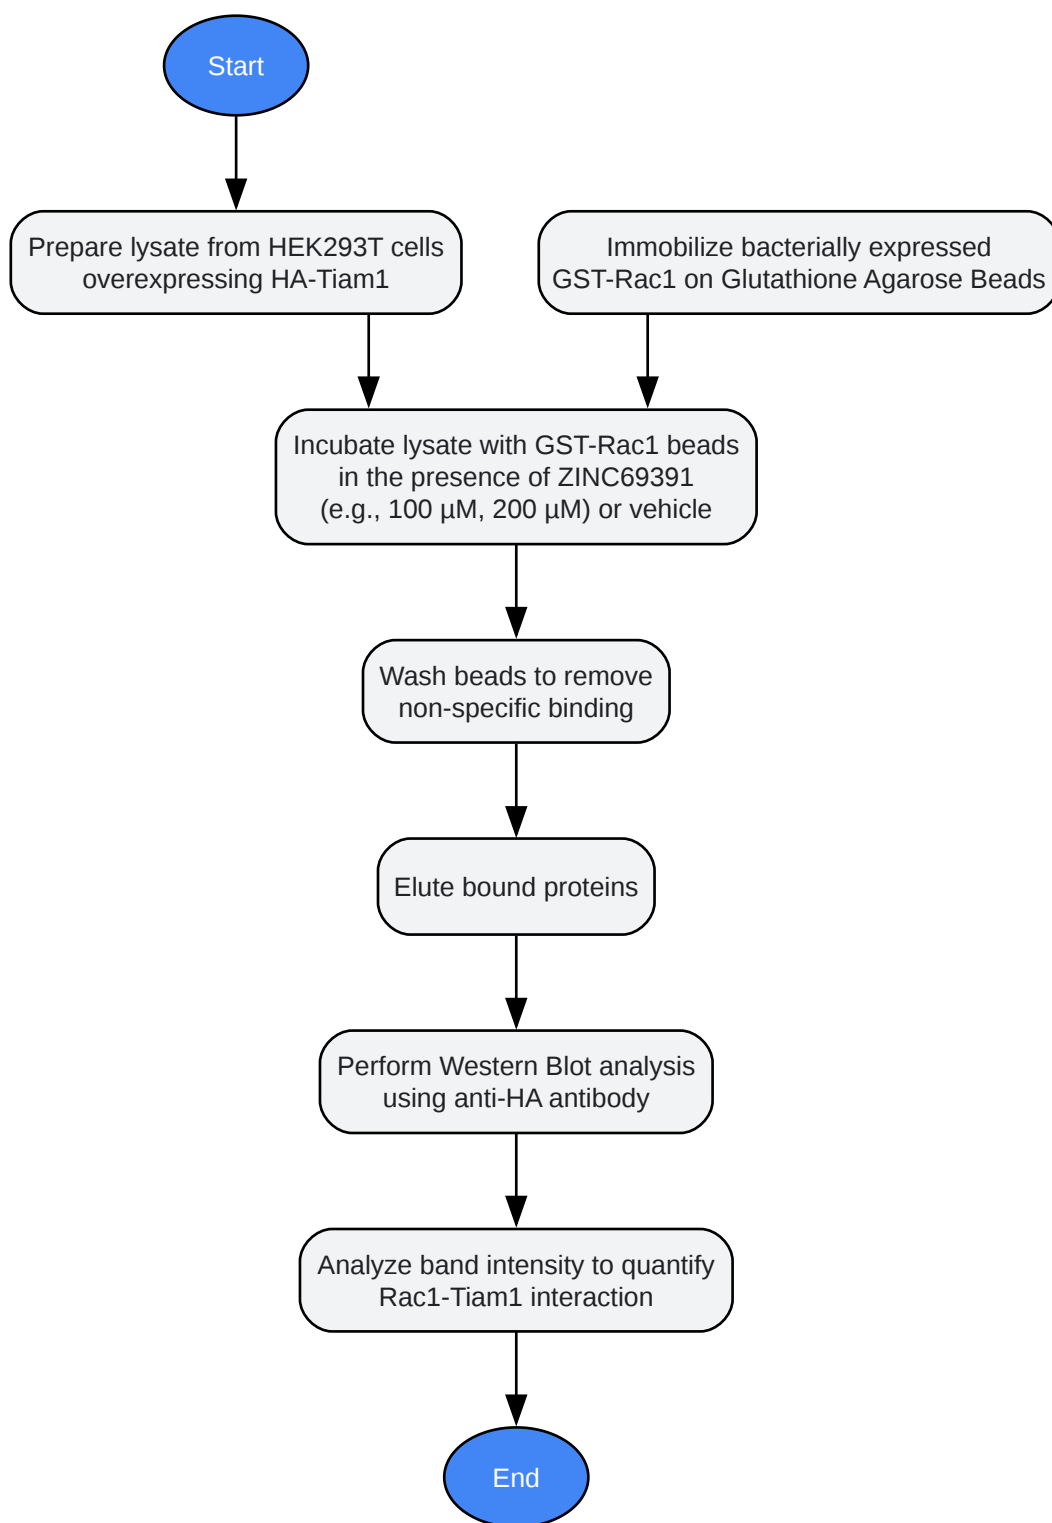 Start
Prepare lysate from HEK293T cells
overexpressing HA-Tiam1
Immobilize bacterially expressed
GST-Rac1 on Glutathione Agarose Beads
Incubate lysate with GST-Rac1 beads
in the presence of ZINC69391
(e.g., 100 µM, 200 µM) or vehicle
Wash beads to remove
non-specific binding
Elute bound proteins
Perform Western Blot analysis
using anti-HA antibody
Analyze band intensity to quantify
Rac1-Tiam1 interaction
End